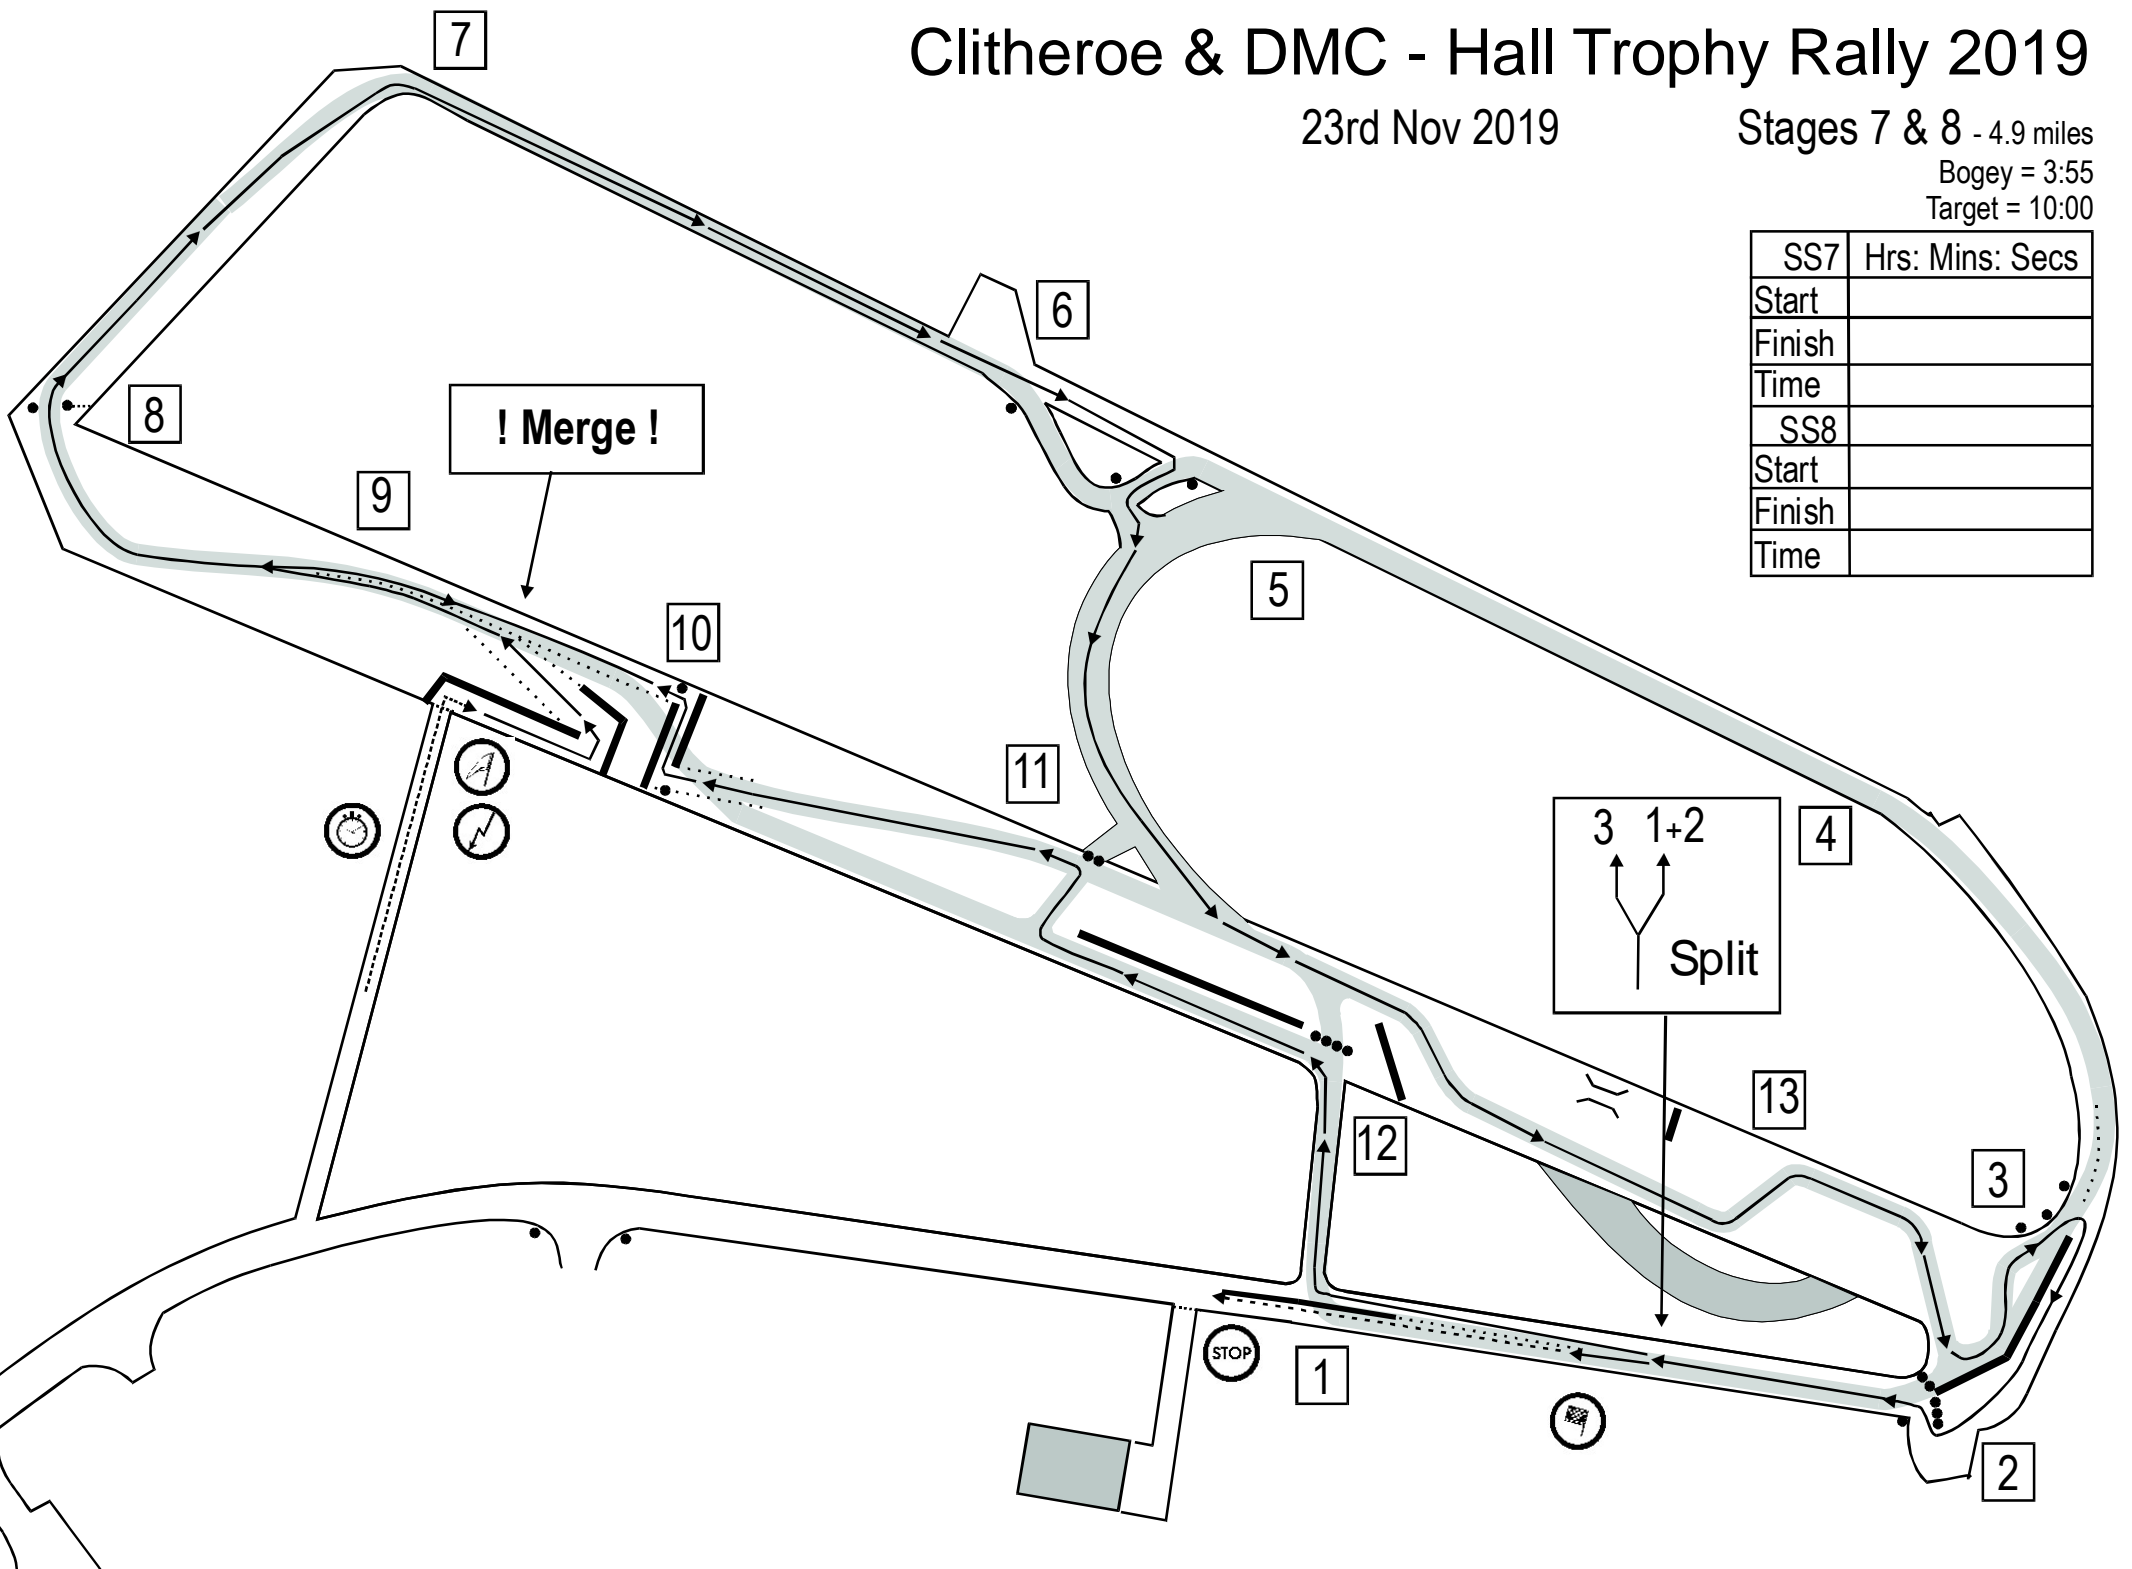 Clitheroe & DMC - Hall Trophy Rally 2019
23rd Nov 2019
Stages 7 & 8 - 4.9 miles
Bogey = 3:55
Target = 10:00
SS7 Hrs: Mins: Secs
Start
Finish
Time
SS8
Start
Finish
Time
7
6
8
! Merge !
9
5
10
11
4
3 1+2
Split
13
12
3
STOP
1
2